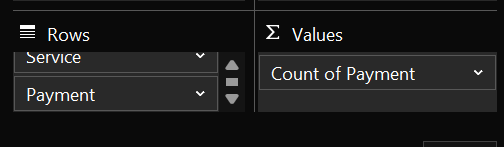 Rows
Service
Payment
Σ Values
Count of Payment